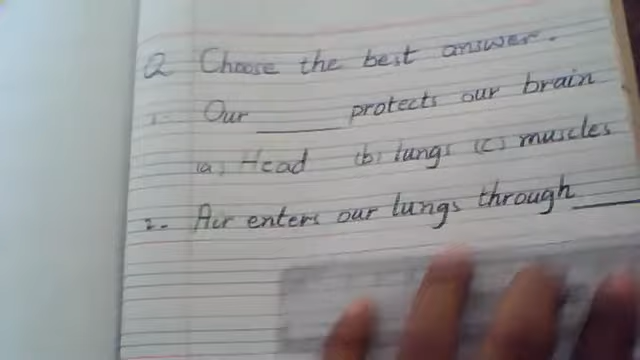 Q Choose the best answer.
1. Our ______ protects our brain
(a) Head (b) lungs (c) muscles
2. Air enters our lungs through ____